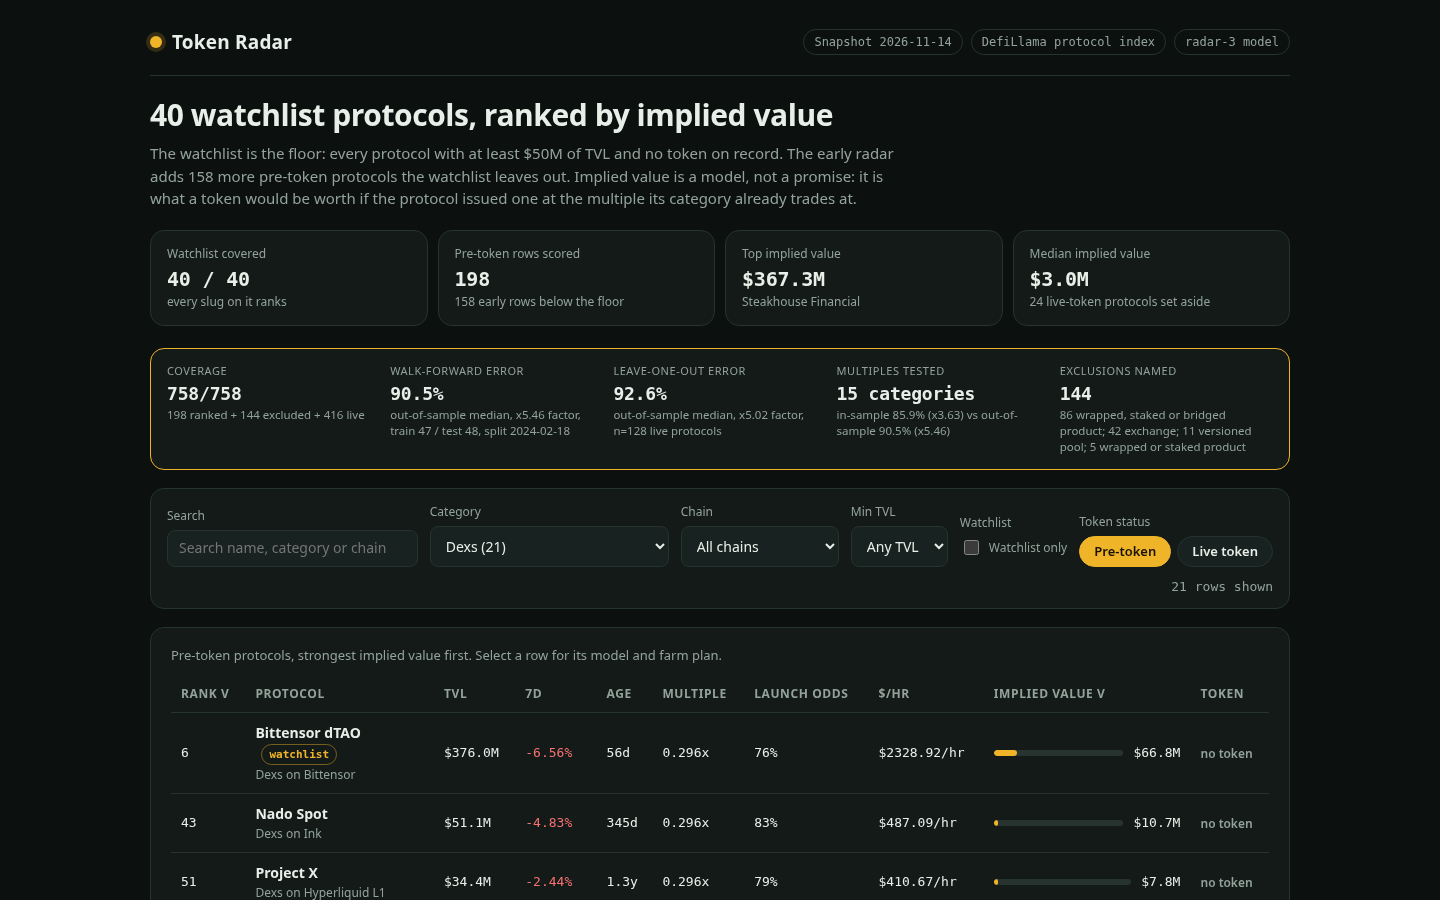 Token Radar
Snapshot 2026-11-14
DefiLlama protocol index
radar-3 model
40 watchlist protocols, ranked by implied value
The watchlist is the floor: every protocol with at least $50M of TVL and no token on record. The early radar
adds 158 more pre-token protocols the watchlist leaves out. Implied value is a model, not a promise: it is
what a token would be worth if the protocol issued one at the multiple its category already trades at.
Watchlist covered
40 / 40
every slug on it ranks
Pre-token rows scored
198
158 early rows below the floor
Top implied value
$367.3M
Steakhouse Financial
Median implied value
$3.0M
24 live-token protocols set aside
COVERAGE
758/758
198 ranked + 144 excluded + 416 live
WALK-FORWARD ERROR
90.5%
out-of-sample median, x5.46 factor,
train 47 / test 48, split 2024-02-18
LEAVE-ONE-OUT ERROR
92.6%
out-of-sample median, x5.02 factor,
n=128 live protocols
MULTIPLES TESTED
15 categories
in-sample 85.9% (x3.63) vs out-of-
sample 90.5% (x5.46)
EXCLUSIONS NAMED
144
86 wrapped, staked or bridged
product; 42 exchange; 11 versioned
pool; 5 wrapped or staked product
Search
Search name, category or chain
Category
Dexs (21)
Chain
All chains
Min TVL
Any TVL
Watchlist
Watchlist only
Token status
Pre-token
Live token
21 rows shown
Pre-token protocols, strongest implied value first. Select a row for its model and farm plan.
RANK V PROTOCOL TVL 7D AGE MULTIPLE LAUNCH ODDS $/HR IMPLIED VALUE V TOKEN
Bittensor dTAO
watchlist
6 $376.0M -6.56% 56d 0.296x 76% $2328.92/hr $66.8M no token
Dexs on Bittensor
Nado Spot
43 $51.1M -4.83% 345d 0.296x 83% $487.09/hr $10.7M no token
Dexs on Ink
Project X
51 $34.4M -2.44% 1.3y 0.296x 79% $410.67/hr $7.8M no token
Dexs on Hyperliquid L1